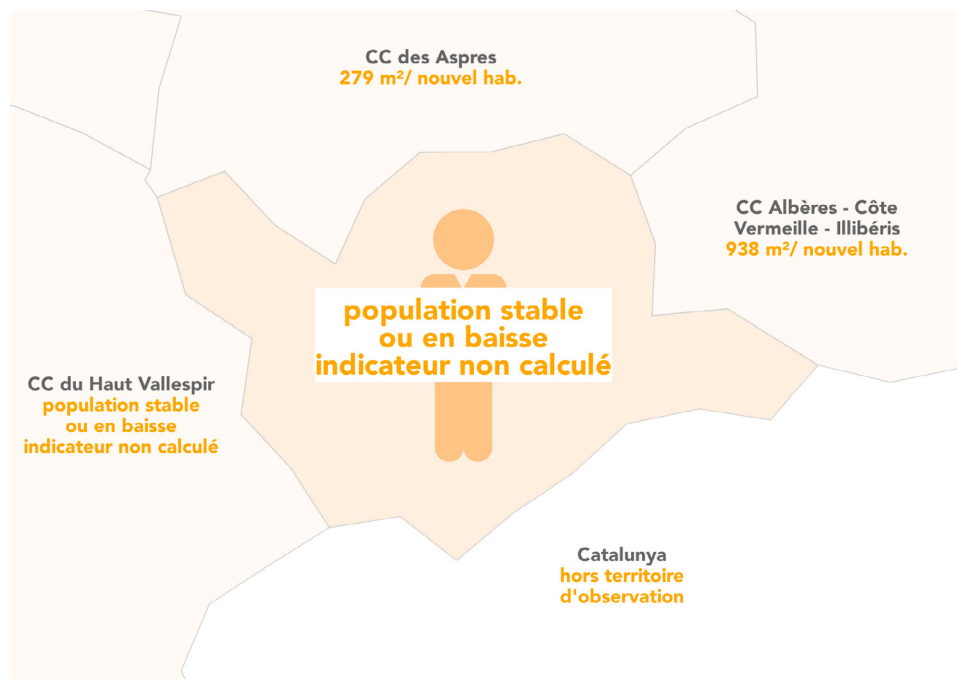 CC des Aspres
279 m²/ nouvel hab.
CC Albères - Côte
Vermeille - Illibéris
938 m²/ nouvel hab.
population stable
ou en baisse
indicateur non calculé
CC du Haut Vallespir
population stable
ou en baisse
indicateur non calculé
Catalunya
hors territoire
d'observation